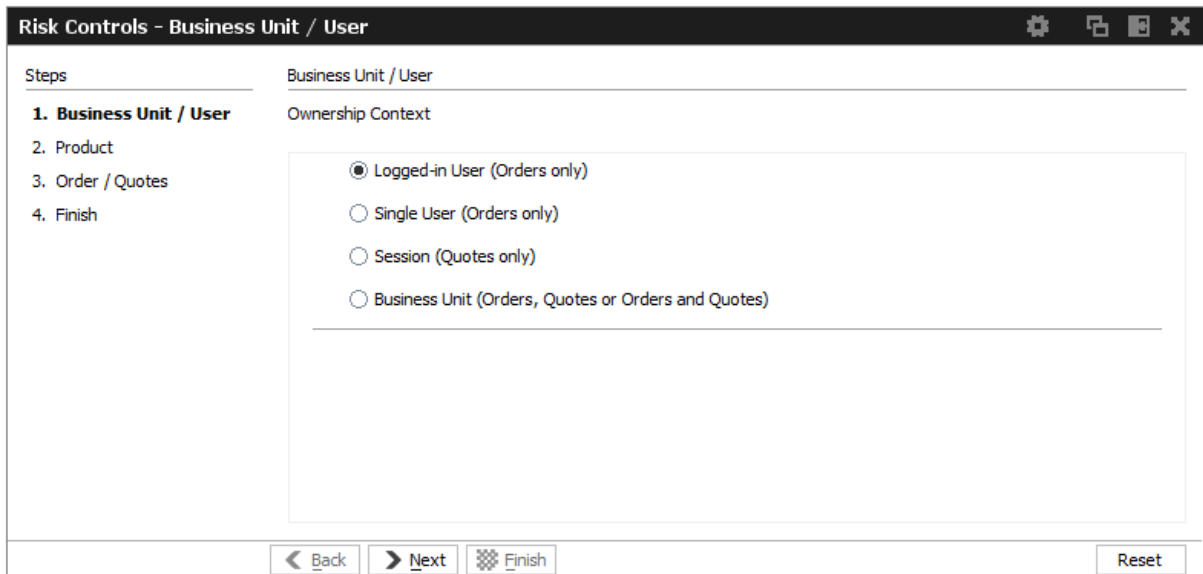 Risk Controls - Business Unit / User
Steps
1. Business Unit / User
2. Product
3. Order / Quotes
4. Finish
Business Unit / User
Ownership Context
Logged-in User (Orders only)
Single User (Orders only)
Session (Quotes only)
Business Unit (Orders, Quotes or Orders and Quotes)
Back Next Finish Reset